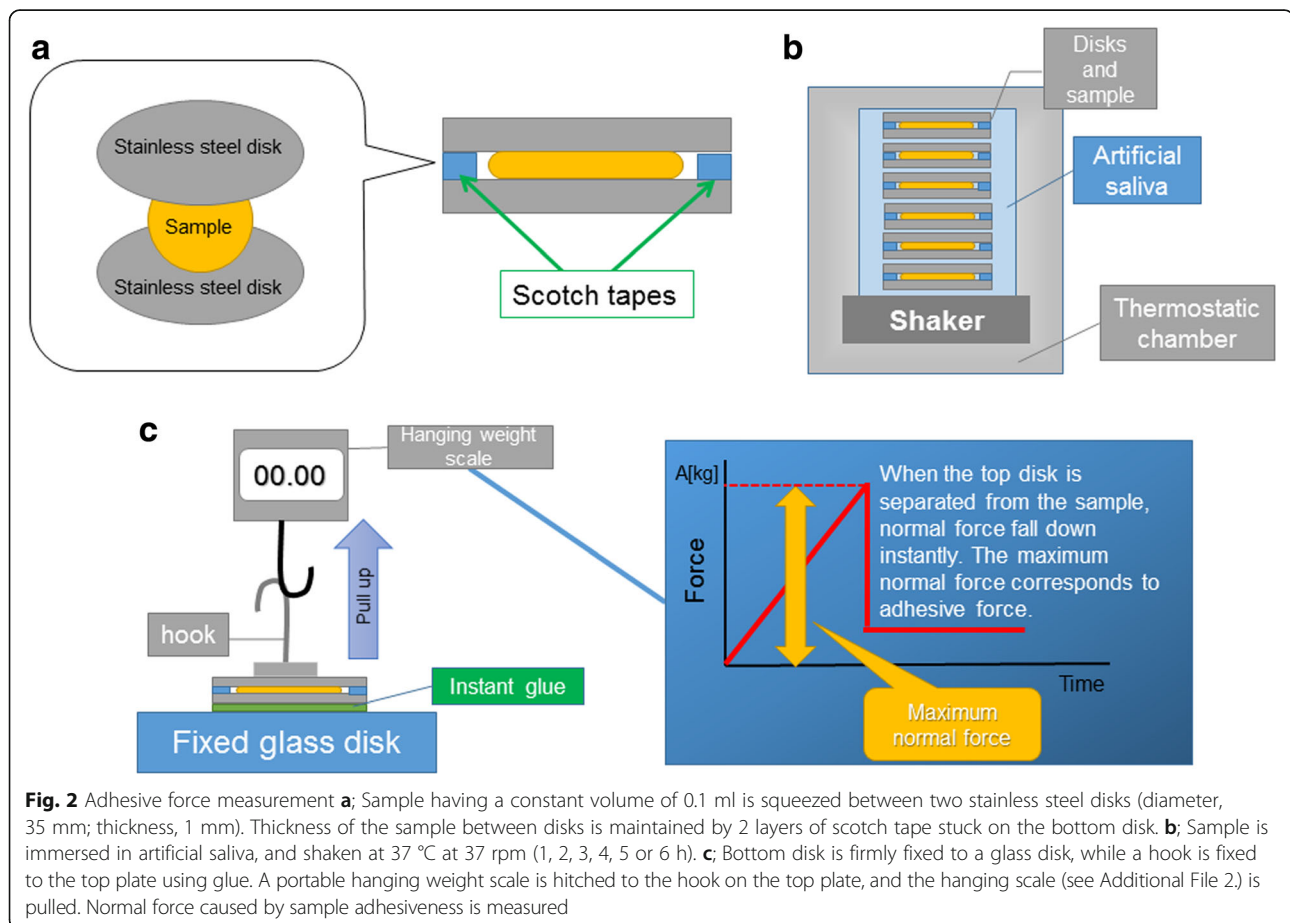 a
Stainless steel disk
Sample
Stainless steel disk
Scotch tapes
b
Disks
and
sample
Artificial
saliva
Shaker
Thermostatic
chamber
c
Hanging weight
scale
00.00
Pull up
hook
Instant glue
Fixed glass disk
A[kg]
Force
When the top disk is
separated from the sample,
normal force fall down
instantly. The maximum
normal force corresponds to
adhesive force.
Time
Maximum
normal force
Fig. 2 Adhesive force measurement a; Sample having a constant volume of 0.1 ml is squeezed between two stainless steel disks (diameter,
35 mm; thickness, 1 mm). Thickness of the sample between disks is maintained by 2 layers of scotch tape stuck on the bottom disk. b; Sample is
immersed in artificial saliva, and shaken at 37 °C at 37 rpm (1, 2, 3, 4, 5 or 6 h). c; Bottom disk is firmly fixed to a glass disk, while a hook is fixed
to the top plate using glue. A portable hanging weight scale is hitched to the hook on the top plate, and the hanging scale (see Additional File 2.) is
pulled. Normal force caused by sample adhesiveness is measured